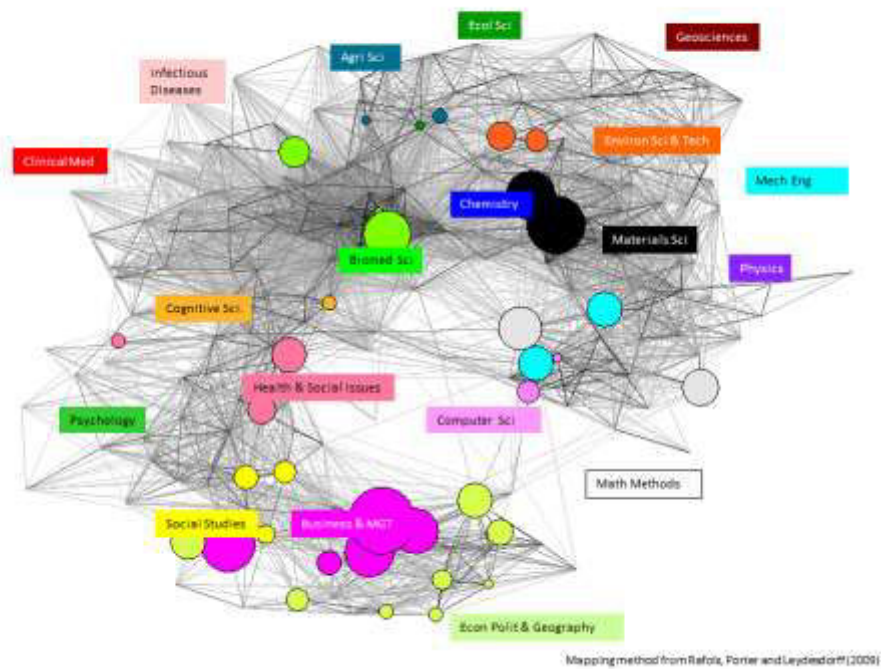 Ecol Sci
Geosciences
Agri Sci
Infectious
Diseases
Environ Sci & Tech
Clinical Med
Mech Eng
Chemistry
Materials Sci
Biomed Sci
Physics
Cognitive Sci.
Health & Social Issues
Psychology
Computer Sci
Math Methods
Social Studies
Business & MGT
Econ Polit & Geography
Mapping method from Rafols, Porter and Leydesdorff (2009)